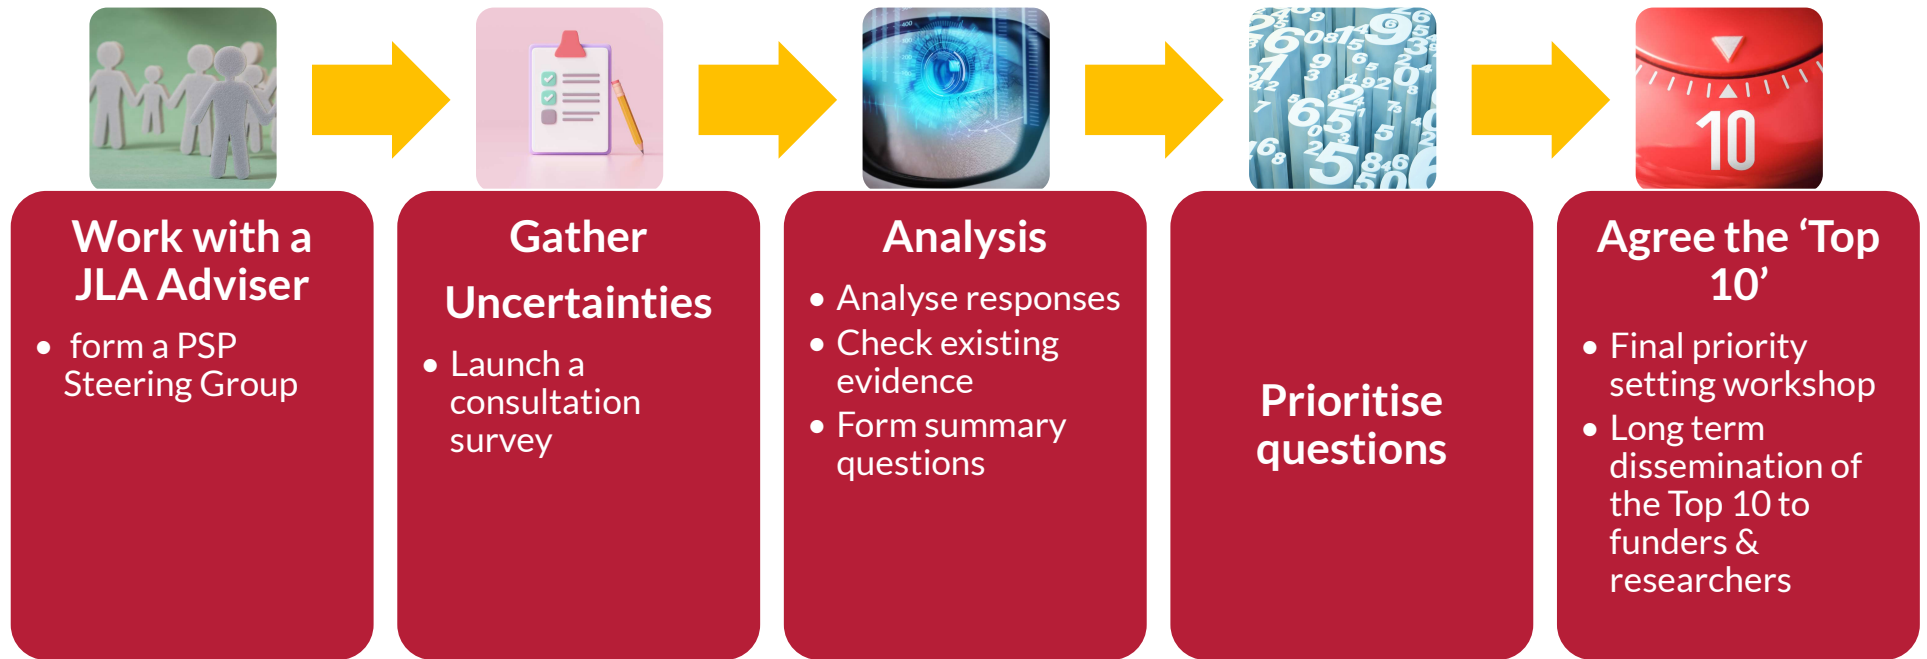 Work with a
JLA Adviser
• form a PSP
Steering Group
Gather
Uncertainties
• Launch a
consultation
survey
Analysis
• Analyse responses
• Check existing
evidence
• Form summary
questions
Prioritise
questions
10
Agree the ‘Top
10’
• Final priority
setting workshop
• Long term
dissemination of
the Top 10 to
funders &
researchers